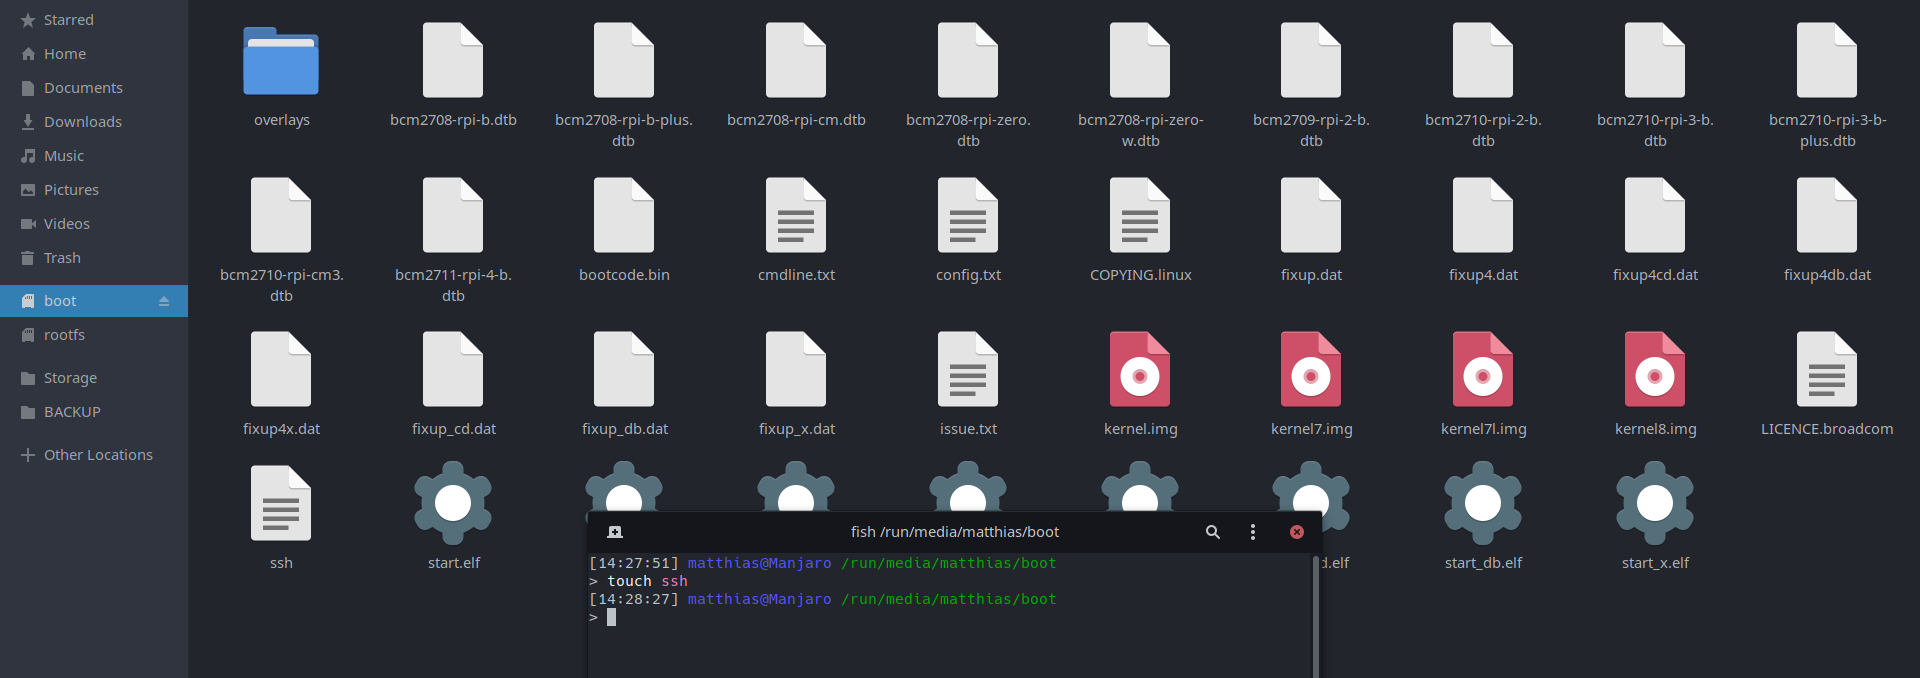 Starred
Home
Documents
Downloads
Music
Pictures
Videos
Trash
boot
rootfs
Storage
BACKUP
Other Locations
overlays
bcm2708-rpi-b.dtb
bcm2708-rpi-b-plus.
dtb
bcm2708-rpi-cm.dtb
bcm2708-rpi-zero.
dtb
bcm2708-rpi-zero-
w.dtb
bcm2709-rpi-2-b.
dtb
bcm2710-rpi-2-b.
dtb
bcm2710-rpi-3-b.
dtb
bcm2710-rpi-3-b-
plus.dtb
bcm2710-rpi-cm3.
dtb
bcm2711-rpi-4-b.
dtb
bootcode.bin
cmdline.txt
config.txt
COPYING.linux
fixup.dat
fixup4.dat
fixup4cd.dat
fixup4db.dat
fixup4x.dat
fixup_cd.dat
fixup_db.dat
fixup_x.dat
issue.txt
kernel.img
kernel7.img
kernel7l.img
kernel8.img
LICENCE.broadcom
ssh
start.elf
d.elf
start_db.elf
start_x.elf
fish /run/media/matthias/boot
[14:27:51] matthias@Manjaro /run/media/matthias/boot
> touch ssh
[14:28:27] matthias@Manjaro /run/media/matthias/boot
>